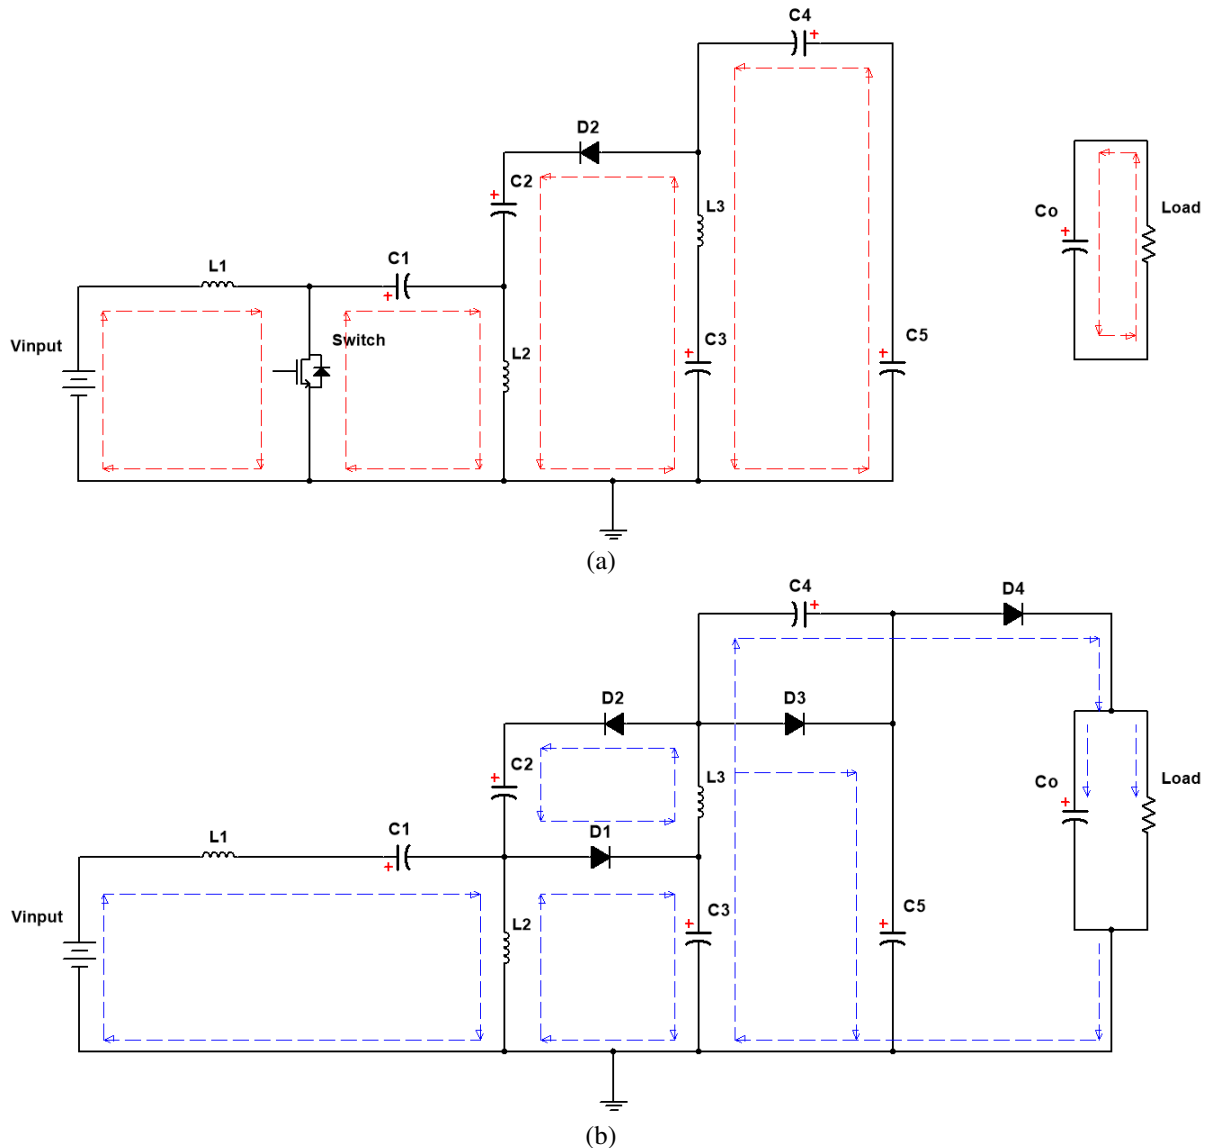 C4
+
D2
C2
+
L3
Co
+
Load
L1
C1
+
Switch
Vinput
L2
C3
+
C5
+
(a)
C4
+
D4
D2
D3
C2
+
L3
Co
+
Load
L1
C1
+
D1
Vinput
L2
C3
+
C5
+
(b)